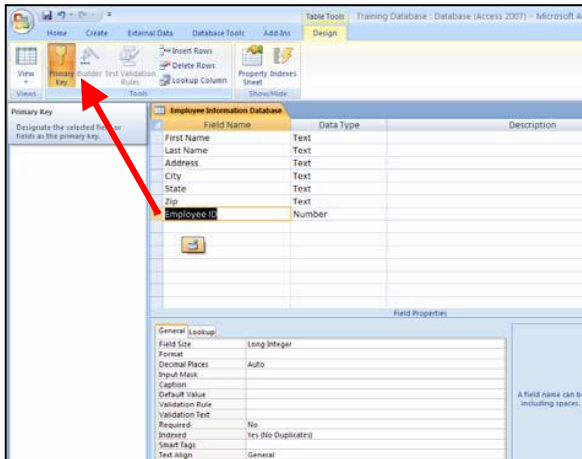 Table Tools Training Database : Database (Access 2007) - Microsoft A
Home Create External Data Database Tools Add-Ins Design
View
Primary Key
Builder
Test Validation Rules
Insert Rows
Delete Rows
Lookup Column
Property Sheet
Indexes
Views Tools Show/Hide
Primary Key
Designate the selected field or
fields as the primary key.
Employee Information Database
Field Name Data Type Description
First Name Text
Last Name Text
Address Text
City Text
State Text
Zip Text
Employee ID Number
Field Properties
General Lookup
Field Size Long Integer
Format
Decimal Places Auto
Input Mask
Caption
Default Value
Validation Rule
Validation Text
Required No
Indexed Yes (No Duplicates)
Smart Tags
Text Align General
A field name can b
including spaces.